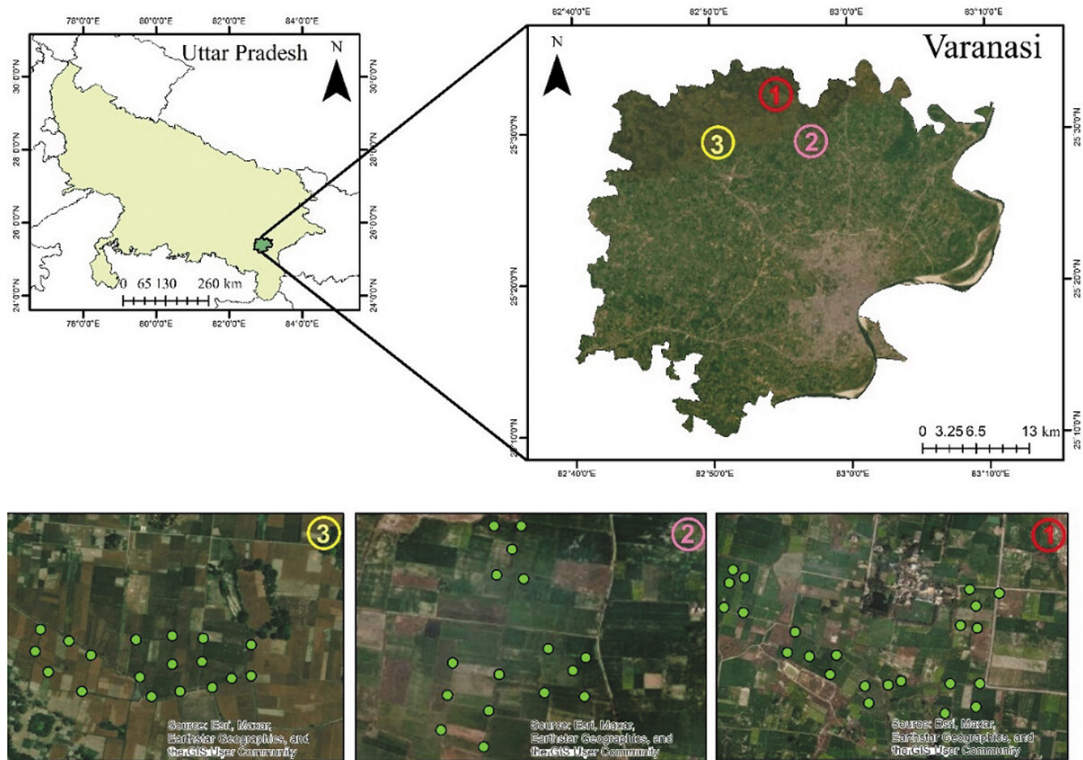 Uttar Pradesh
N
78°0'0"E 80°0'0"E 82°0'0"E 84°0'0"E
30°0'0"N 30°0'0"N
28°0'0"N 28°0'0"N
26°0'0"N 26°0'0"N
24°0'0"N 24°0'0"N
0 65 130 260 km
78°0'0"E 80°0'0"E 82°0'0"E 84°0'0"E
82°40'0"E 82°50'0"E 83°0'0"E 83°10'0"E
N
Varanasi
1
2
3
25°30'0"N 25°30'0"N
25°20'0"N 25°20'0"N
25°10'0"N 25°10'0"N
0 3.25 6.5 13 km
82°40'0"E 82°50'0"E 83°0'0"E 83°10'0"E
3
Source: Esri, Maxar,
Earthstar Geographics, and
the GIS User Community
2
Source: Esri, Maxar,
Earthstar Geographics, and
the GIS User Community
1
Source: Esri, Maxar,
Earthstar Geographics, and
the GIS User Community